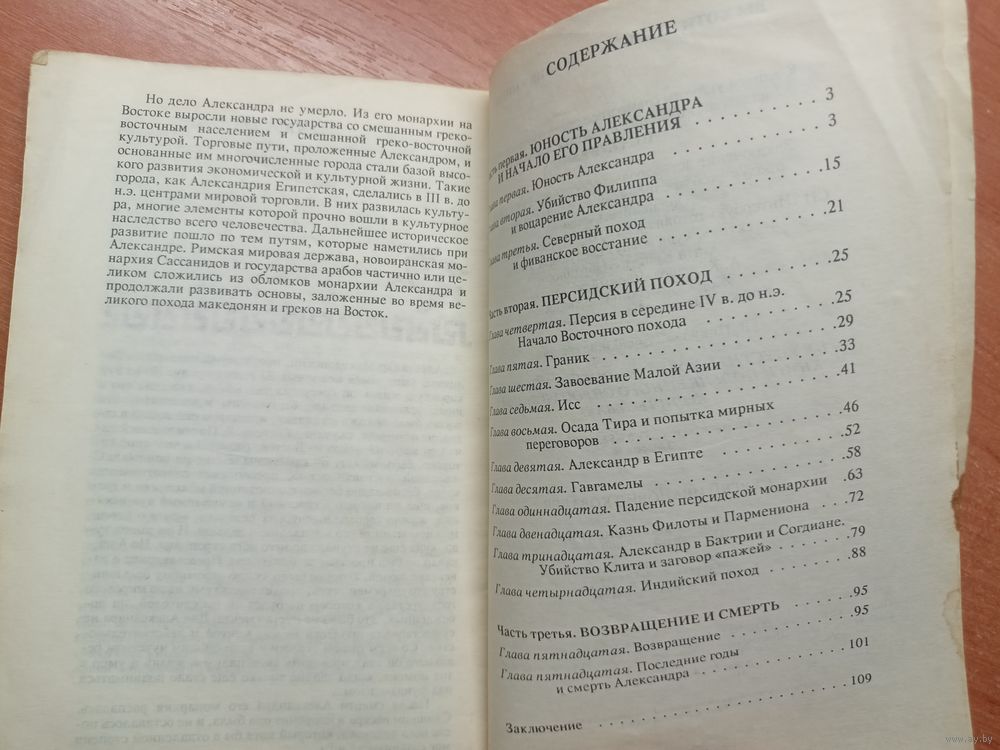 Но дело Александра не умерло. Из его монархии на
Востоке выросли новые государства со смешанным греко-
восточным населением и смешанной греко-восточной
культурой. Торговые пути, проложенные Александром, и
основанные им многочисленные города стали базой высо-
кого развития экономической и культурной жизни. Такие
города, как Александрия Египетская, сделались в III в. до
н.э. центрами мировой торговли. В них развилась культу-
ра, многие элементы которой прочно вошли в культурное
наследство всего человечества. Дальнейшее историческое
развитие пошло по тем путям, которые наметились при
Александре. Римская мировая держава, новоиранская мо-
нархия Сассанидов и государства арабов частично или це-
ликом сложились из обломков монархии Александра и
продолжали развивать основы, заложенные во время ве-
ликого похода македонян и греков на Восток.
СОДЕРЖАНИЕ
первая. ЮНОСТЬ АЛЕКСАНДРА
И НАЧАЛО ЕГО ПРАВЛЕНИЯ . . . . . . . . 3
первая. Юность Александра . . . . . . . . 3
вторая. Убийство Филиппа
и воцарение Александра . . . . . . . . .15
третья. Северный поход
и фиванское восстание . . . . . . . . .21
Часть вторая. ПЕРСИДСКИЙ ПОХОД . . . . . . . .25
Глава четвертая. Персия в середине IV в. до н.э.
Начало Восточного похода . . . . . . . .25
Глава пятая. Граник . . . . . . . .29
Глава шестая. Завоевание Малой Азии . . . . . . . .33
Глава седьмая. Исс . . . . . . . .41
Глава восьмая. Осада Тира и попытка мирных
переговоров . . . . . . . .46
Глава девятая. Александр в Египте . . . . . . . .52
Глава десятая. Гавгамелы . . . . . . . .58
Глава одиннадцатая. Падение персидской монархии .63
Глава двенадцатая. Казнь Филоты и Пармениона . . .72
Глава тринадцатая. Александр в Бактрии и Согдиане.
Убийство Клита и заговор «пажей» . . . . . . .79
Глава четырнадцатая. Индийский поход . . . . . . .88
Часть третья. ВОЗВРАЩЕНИЕ И СМЕРТЬ . . . . . .95
Глава пятнадцатая. Возвращение . . . . . . . .95
Глава пятнадцатая. Последние годы
и смерть Александра . . . . . . . . 101
Заключение . . . . . . . . 109
www.ay.by